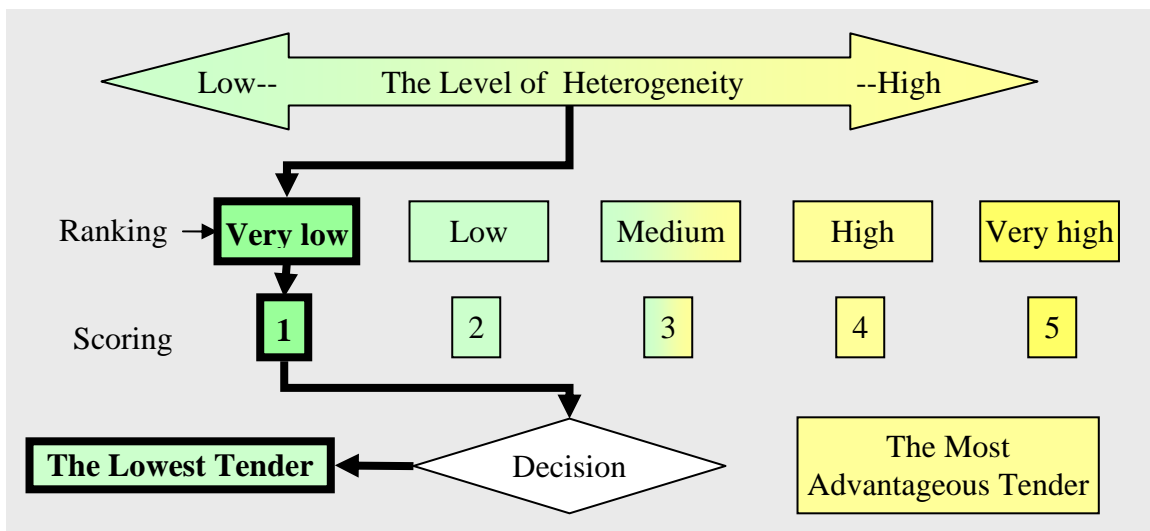 Low-- The Level of Heterogeneity --High
Ranking Very low Low Medium High Very high
Scoring 1 2 3 4 5
The Lowest Tender Decision The Most
Advantageous Tender